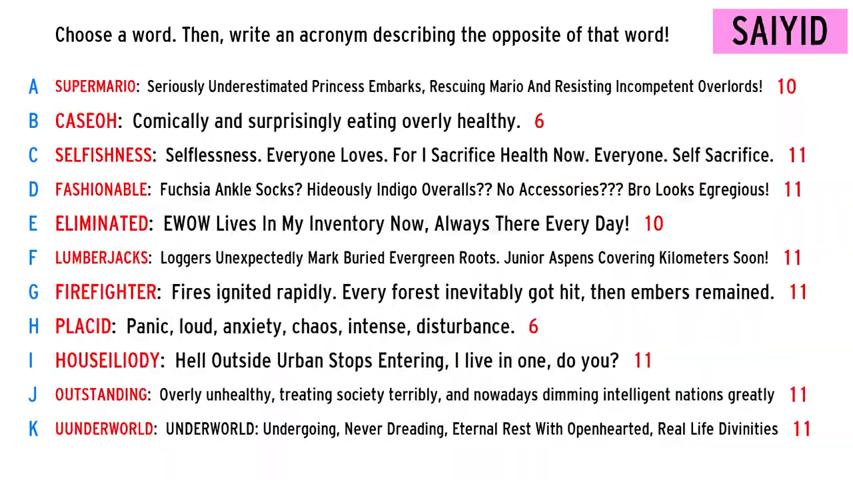 Choose a word. Then, write an acronym describing the opposite of that word!
SAIYID
A SUPERMARIO: Seriously Underestimated Princess Embarks, Rescuing Mario And Resisting Incompetent Overlords! 10
B CASEOH: Comically and surprisingly eating overly healthy. 6
C SELFISHNESS: Selflessness. Everyone Loves. For I Sacrifice Health Now. Everyone. Self Sacrifice. 11
D FASHIONABLE: Fuchsia Ankle Socks? Hideously Indigo Overalls?? No Accessories??? Bro Looks Egregious! 11
E ELIMINATED: EWOW Lives In My Inventory Now, Always There Every Day! 10
F LUMBERJACKS: Loggers Unexpectedly Mark Buried Evergreen Roots. Junior Aspens Covering Kilometers Soon! 11
G FIREFIGHTER: Fires ignited rapidly. Every forest inevitably got hit, then embers remained. 11
H PLACID: Panic, loud, anxiety, chaos, intense, disturbance. 6
I HOUSEILIODY: Hell Outside Urban Stops Entering, I live in one, do you? 11
J OUTSTANDING: Overly unhealthy, treating society terribly, and nowadays dimming intelligent nations greatly 11
K UUNDERWORLD: UNDERWORLD: Undergoing, Never Dreading, Eternal Rest With Openhearted, Real Life Divinities 11